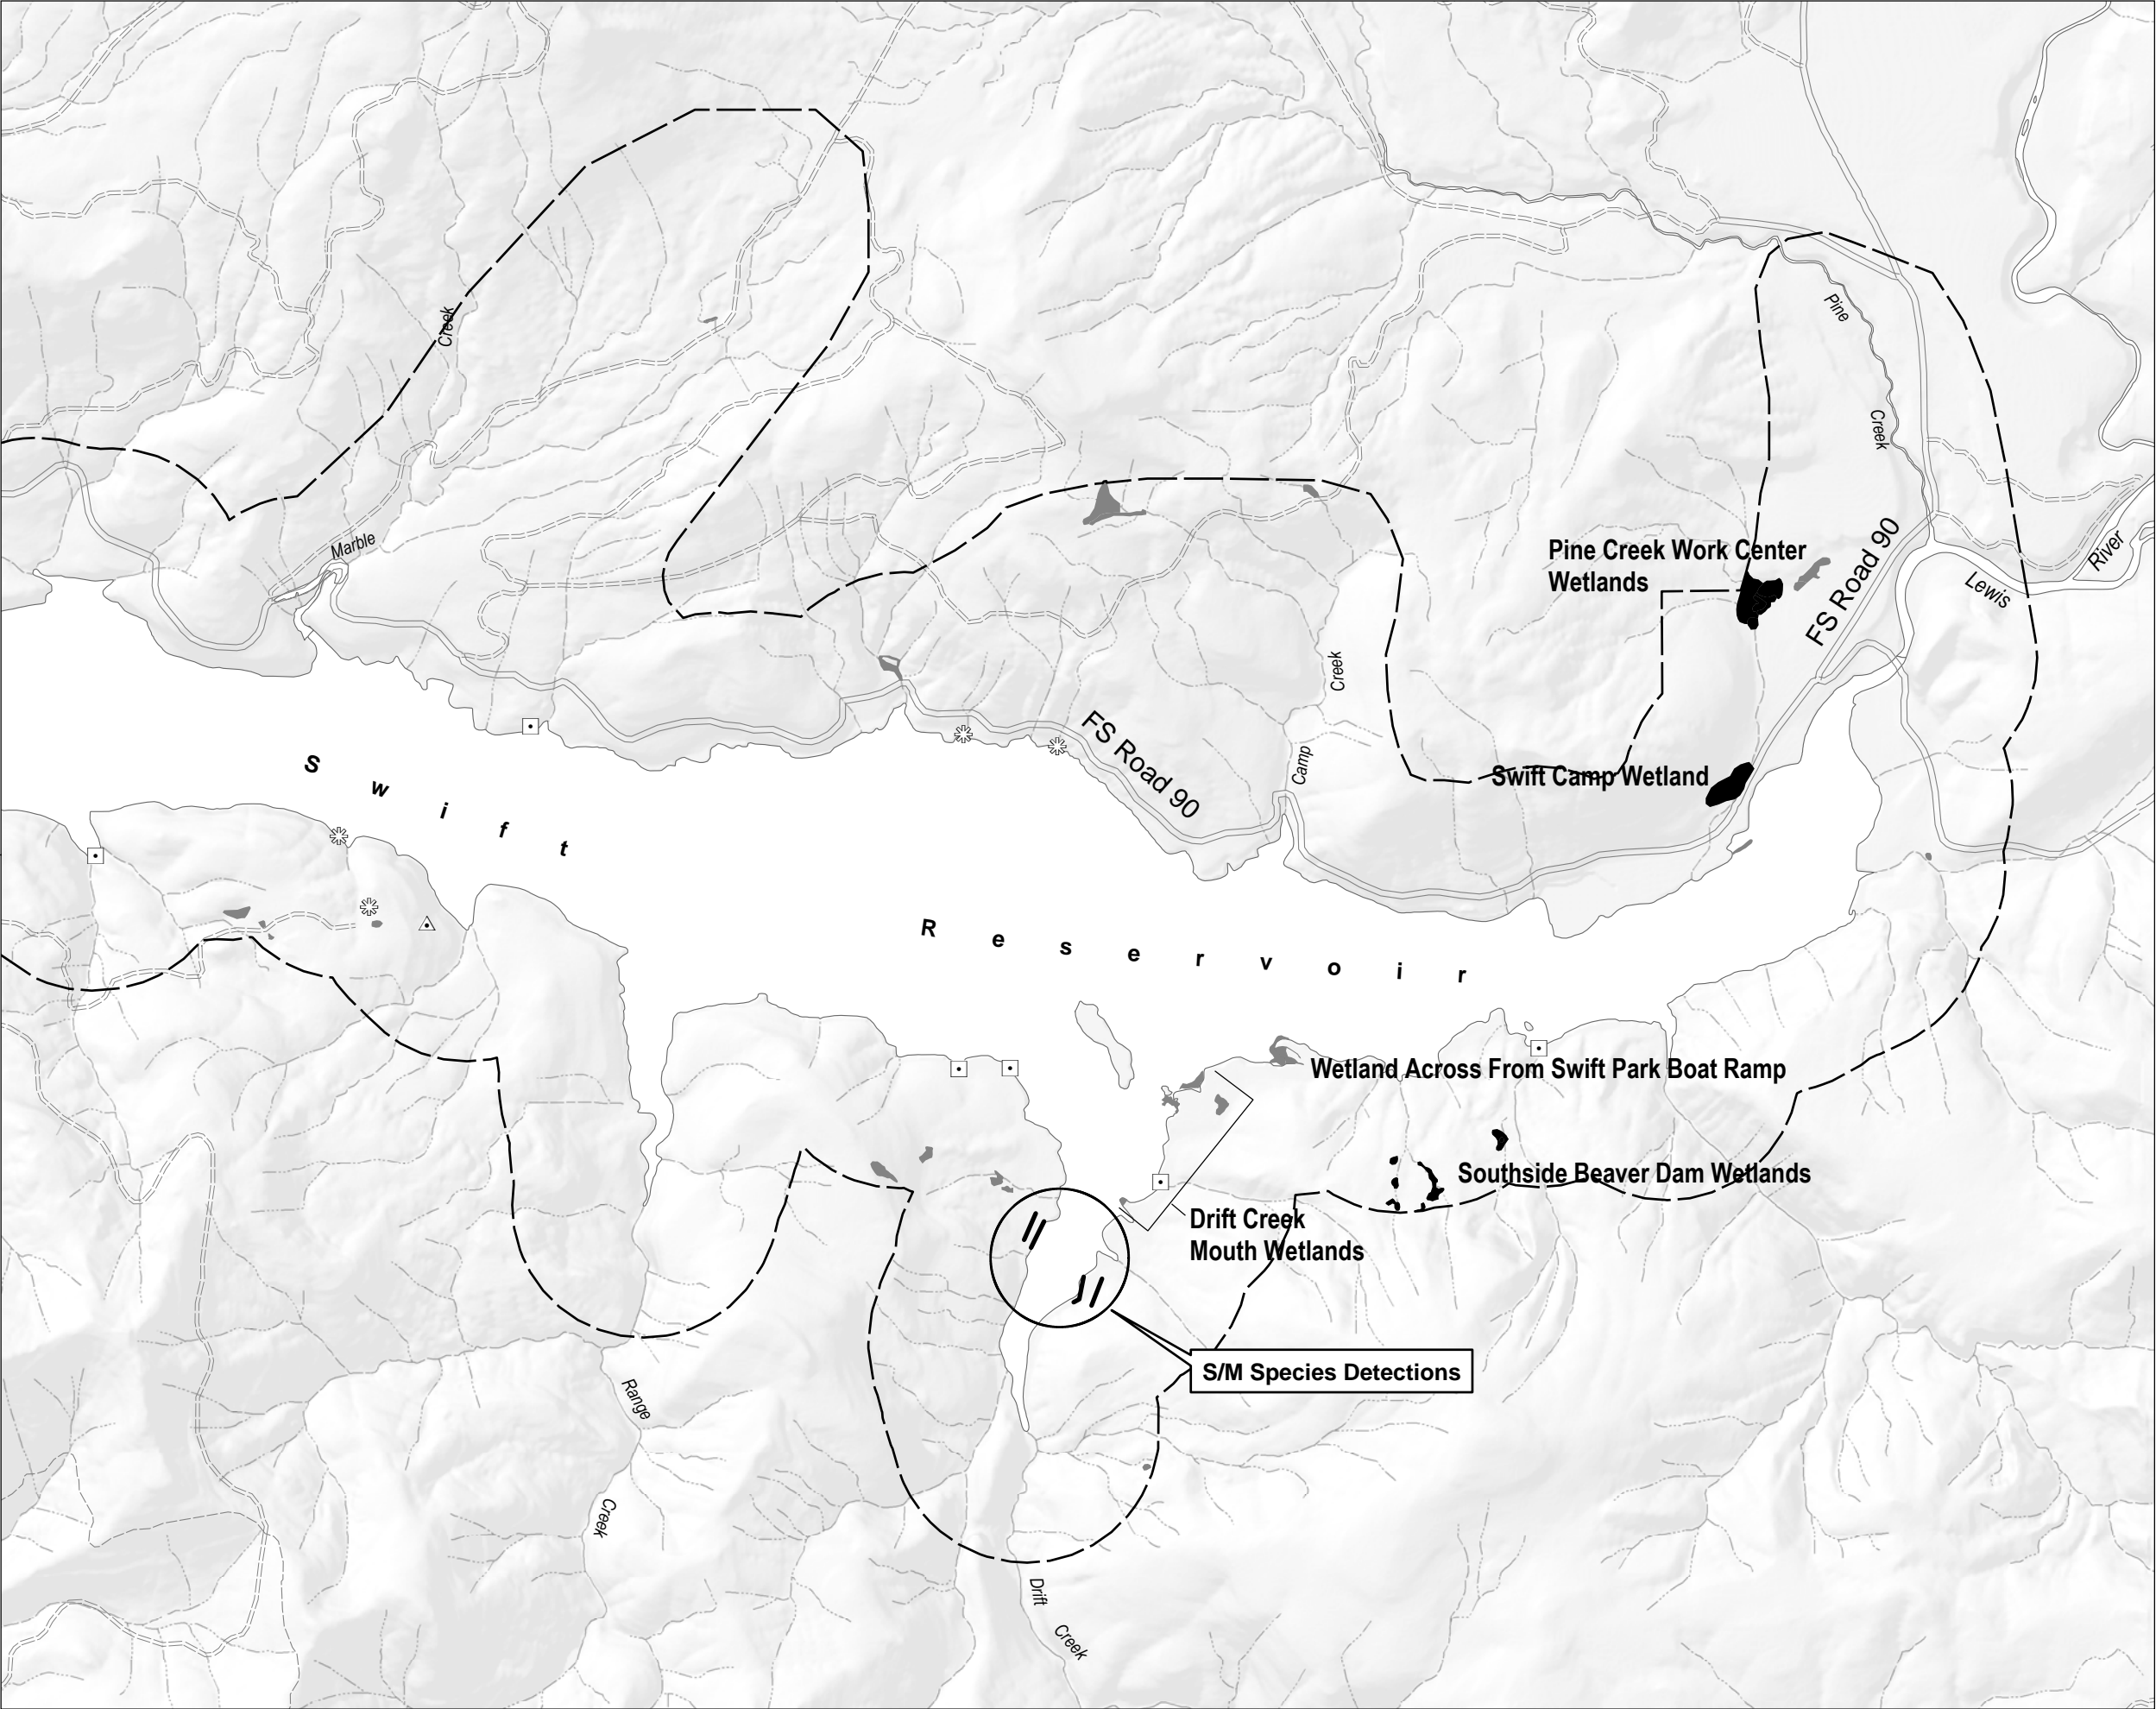 Creek
Pine
Creek
Marble
Pine Creek Work Center
Wetlands
FS Road 90
River
Lewis
Creek
Camp
FS Road 90
Swift Camp Wetland
Swift
Reservoir
Wetland Across From Swift Park Boat Ramp
Southside Beaver Dam Wetlands
Drift Creek
Mouth Wetlands
S/M Species Detections
Range
Creek
Drift
Creek